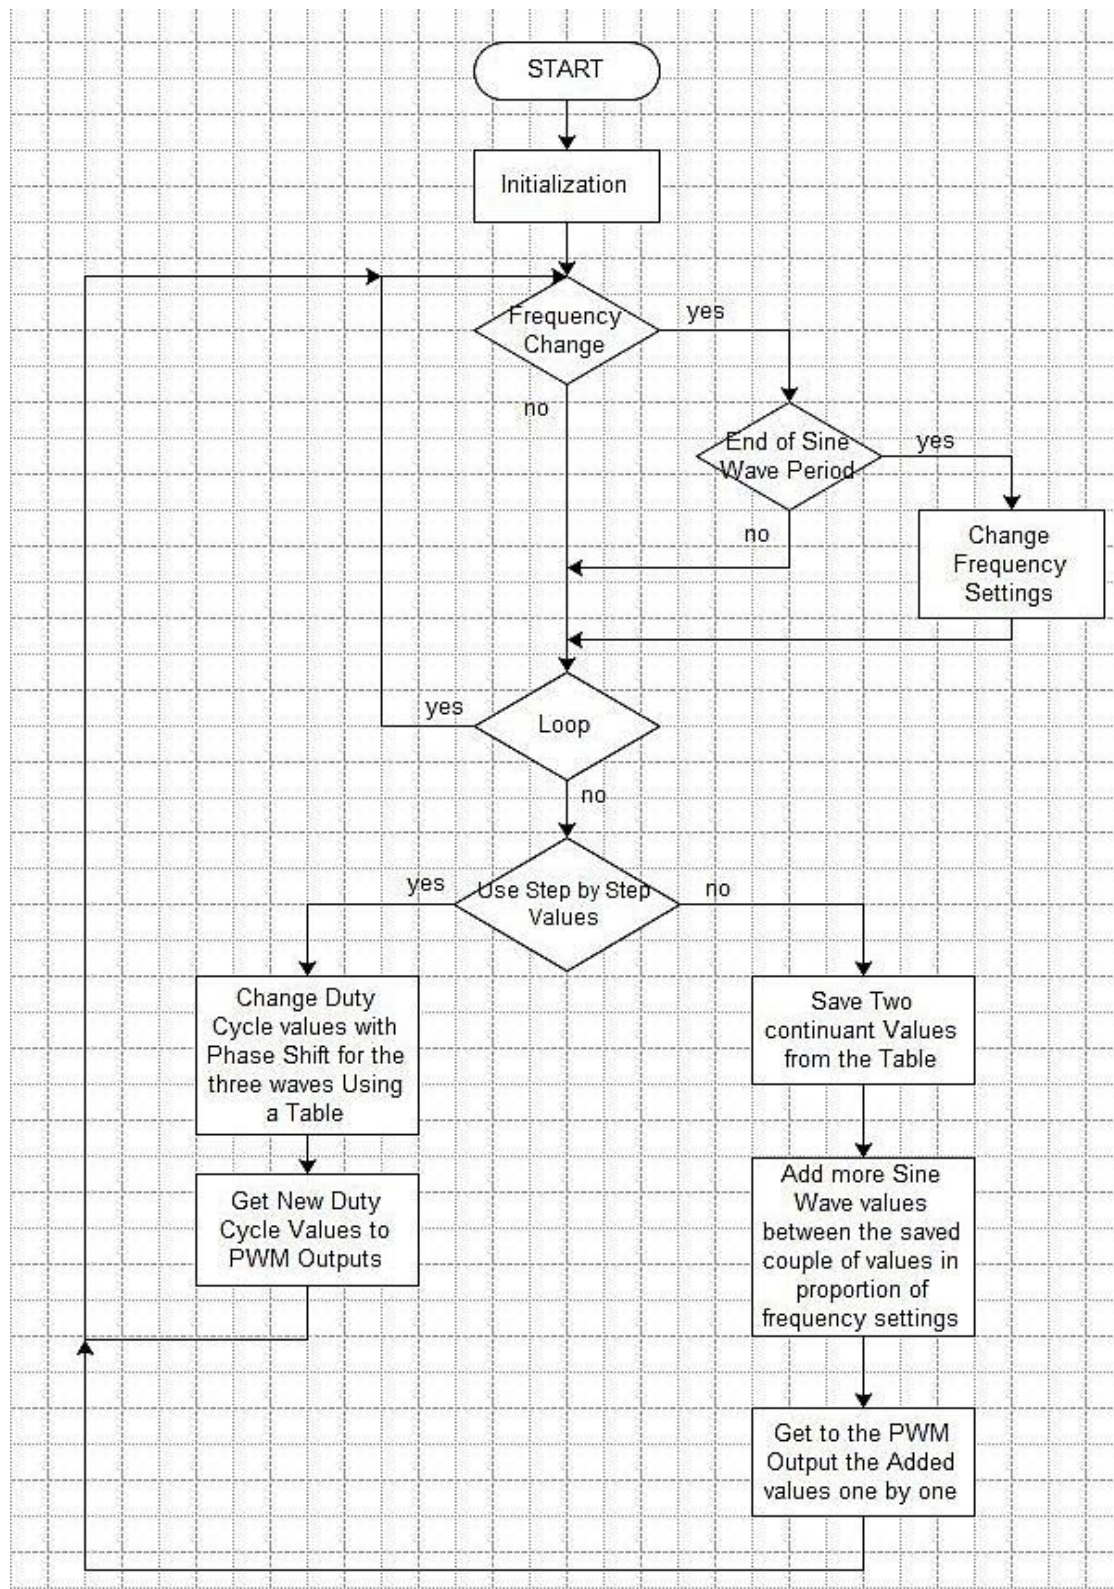 START
Initialization
Frequency
Change
yes
no
End of Sine
Wave Period
yes
no
Change
Frequency
Settings
Loop
yes
no
Use Step by Step
Values
yes
no
Change Duty
Cycle values with
Phase Shift for the
three waves Using
a Table
Get New Duty
Cycle Values to
PWM Outputs
Save Two
continuant Values
from the Table
Add more Sine
Wave values
between the saved
couple of values in
proportion of
frequency settings
Get to the PWM
Output the Added
values one by one